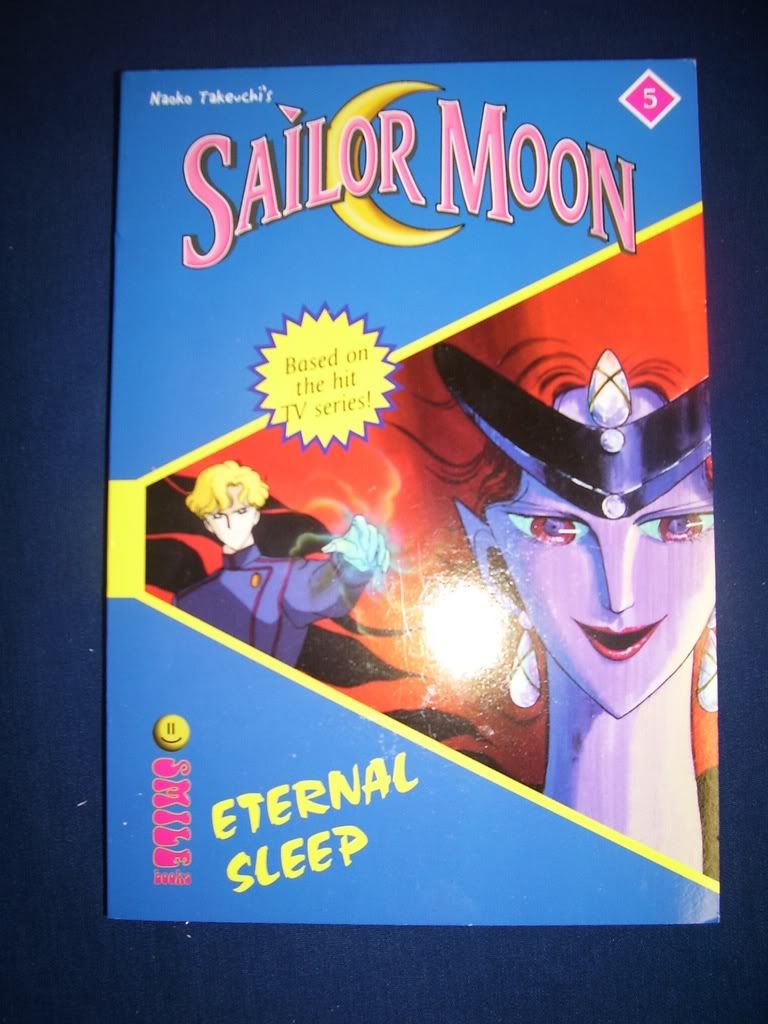 Naoko Takeuchi's
5
SAILOR MOON
Based on
the hit
TV series!
SMILE
books
ETERNAL
SLEEP